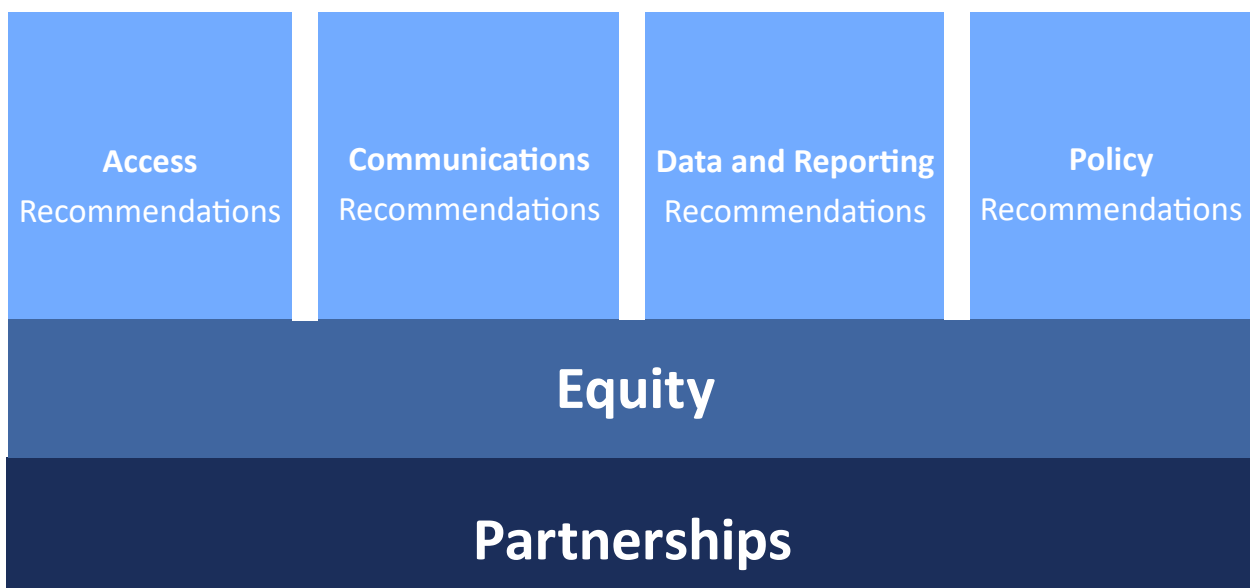 Access
Recommendations
Communications
Recommendations
Data and Reporting
Recommendations
Policy
Recommendations
Equity
Partnerships